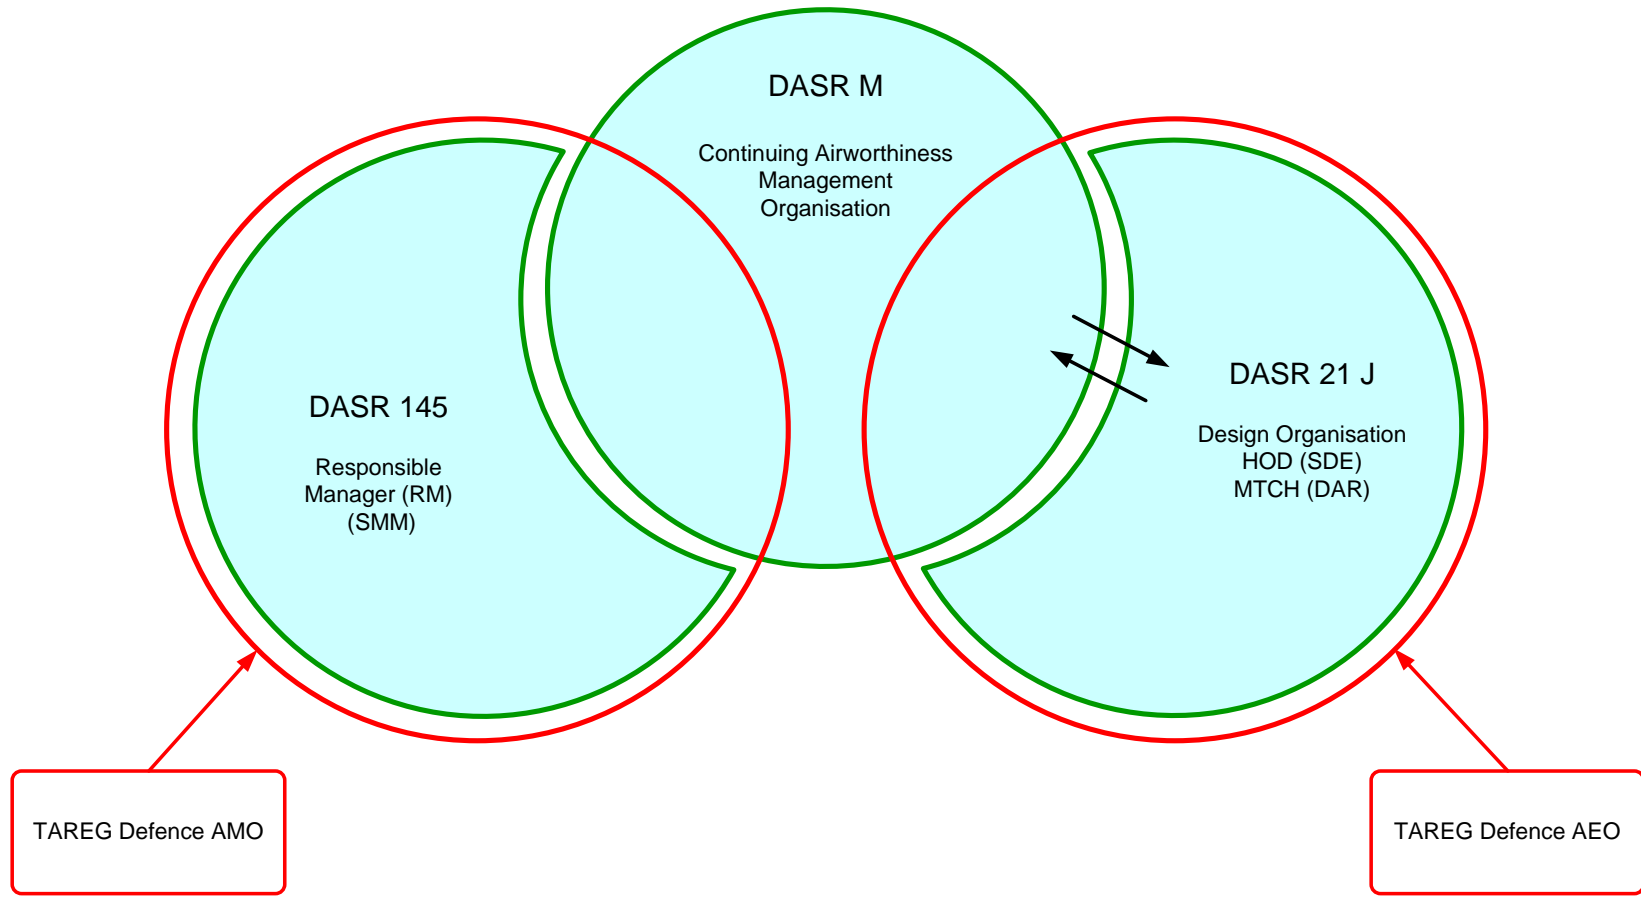 DASR M
Continuing Airworthiness
Management
Organisation
DASR 145
Responsible
Manager (RM)
(SMM)
DASR 21 J
Design Organisation
HOD (SDE)
MTCH (DAR)
TAREG Defence AMO
TAREG Defence AEO